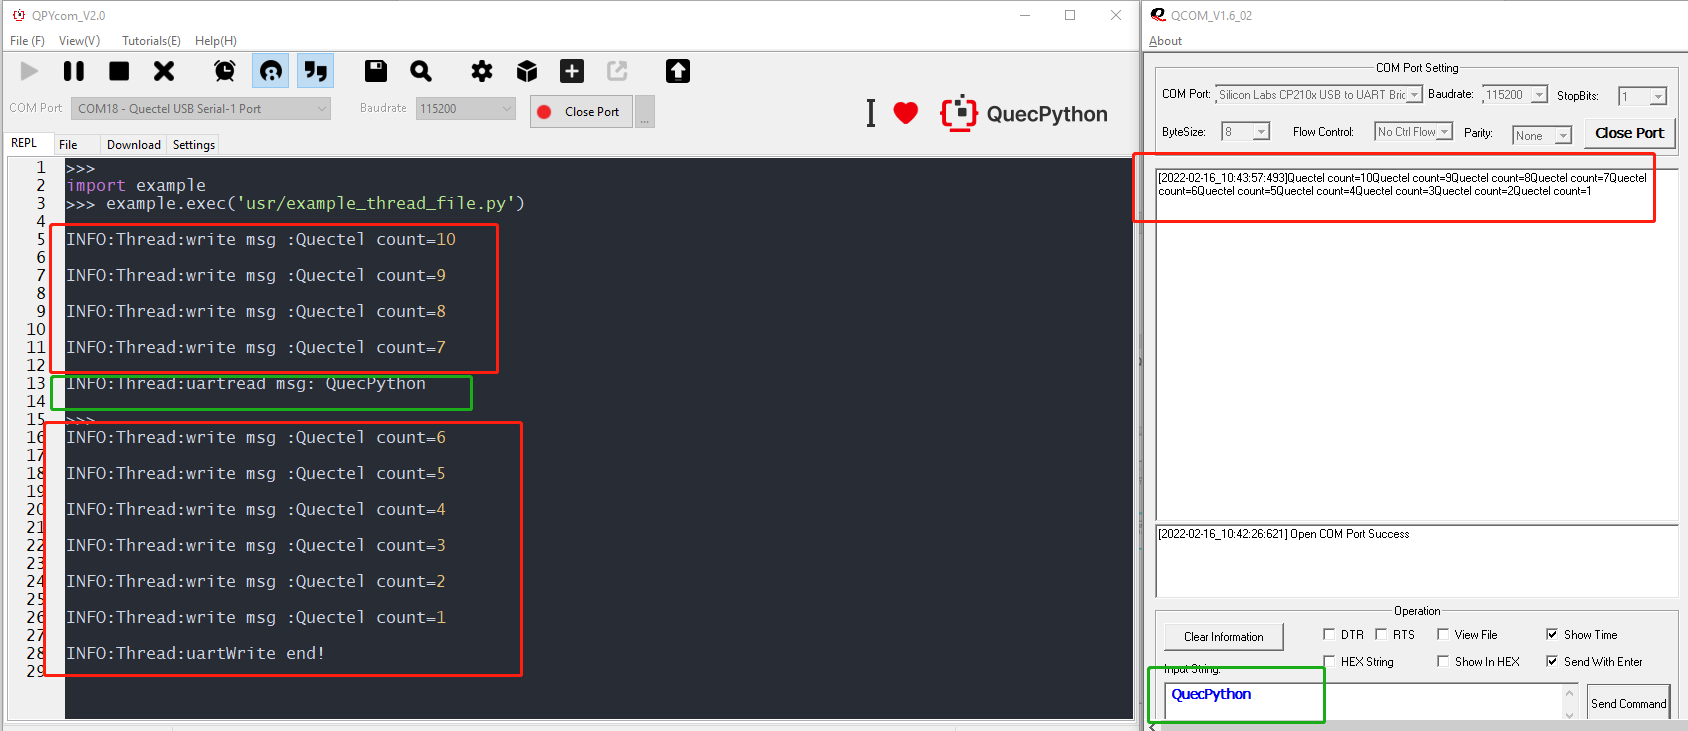 QPYcom_V2.0
File (F) View(V) Tutorials(E) Help(H)
COM Port COM18 - Quectel USB Serial-1 Port Baudrate 115200 Close Port ...
QuecPython
REPL File Download Settings
1 >>>
2 import example
3 >>> example.exec('usr/example_thread_file.py')
4
5 INFO:Thread:write msg :Quectel count=10
6
7 INFO:Thread:write msg :Quectel count=9
8
9 INFO:Thread:write msg :Quectel count=8
10
11 INFO:Thread:write msg :Quectel count=7
12
13 INFO:Thread:uartread msg: QuecPython
14
15 >>>
16 INFO:Thread:write msg :Quectel count=6
17
18 INFO:Thread:write msg :Quectel count=5
19
20 INFO:Thread:write msg :Quectel count=4
21
22 INFO:Thread:write msg :Quectel count=3
23
24 INFO:Thread:write msg :Quectel count=2
25
26 INFO:Thread:write msg :Quectel count=1
27
28 INFO:Thread:uartWrite end!
29
QCOM_V1.6_02
About
COM Port Setting
COM Port: Silicon Labs CP210x USB to UART Bric Baudrate: 115200 StopBits: 1
ByteSize: 8 Flow Control: No Ctrl Flow Parity: None Close Port
[2022-02-16_10:43:57:493]Quectel count=10Quectel count=9Quectel count=8Quectel count=7Quectel
count=6Quectel count=5Quectel count=4Quectel count=3Quectel count=2Quectel count=1
[2022-02-16_10:42:26:621] Open COM Port Success
Operation
Clear Information DTR RTS View File Show Time
HEX String Show In HEX Send With Enter
Input String:
QuecPython
Send Command